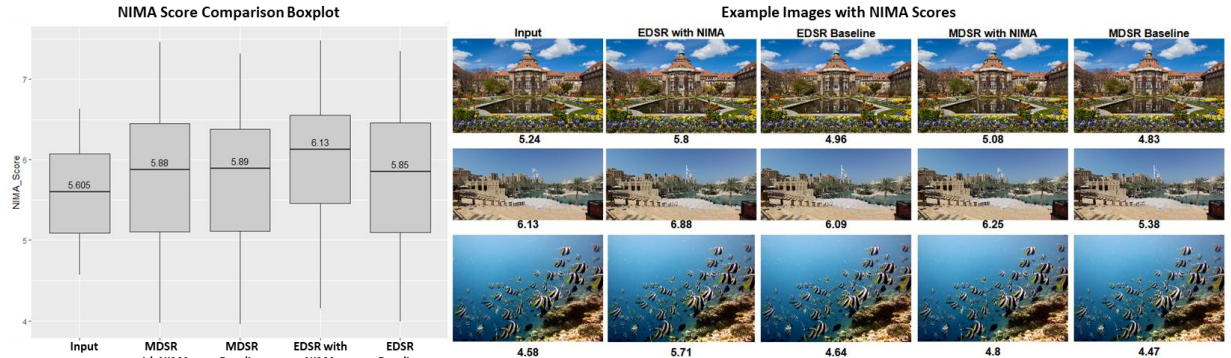 NIMA Score Comparison Boxplot
NIMA_Score
7
6
5
4
5.605
5.88
5.89
6.13
5.85
Input
MDSR
MDSR
EDSR with
EDSR
Example Images with NIMA Scores
Input EDSR with NIMA EDSR Baseline MDSR with NIMA MDSR Baseline
5.24 5.8 4.96 5.08 4.83
6.13 6.88 6.09 6.25 5.38
4.58 5.71 4.64 4.8 4.47